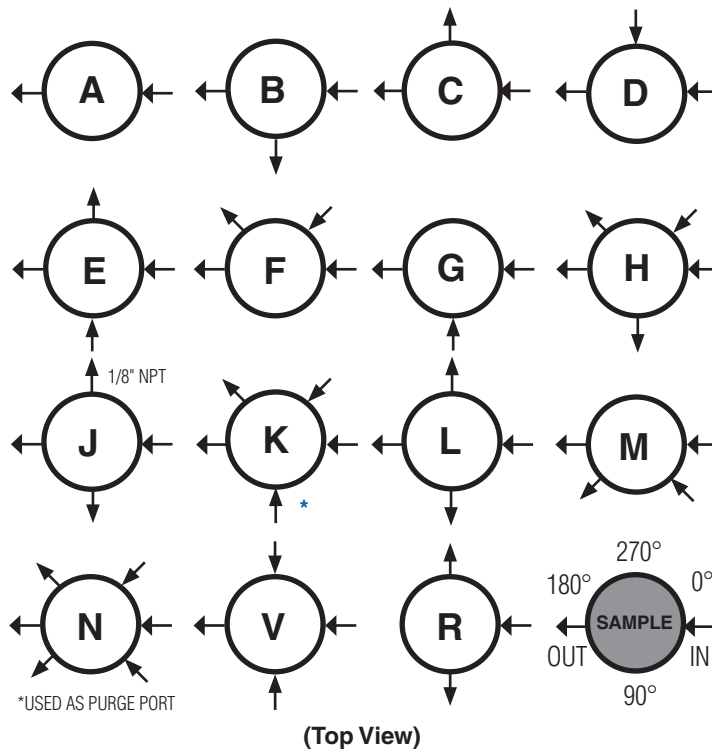 A B C D
E F G H
1/8" NPT
J K L M
*
270°
180° 0°
N V R SAMPLE
OUT IN
90°
*USED AS PURGE PORT
(Top View)